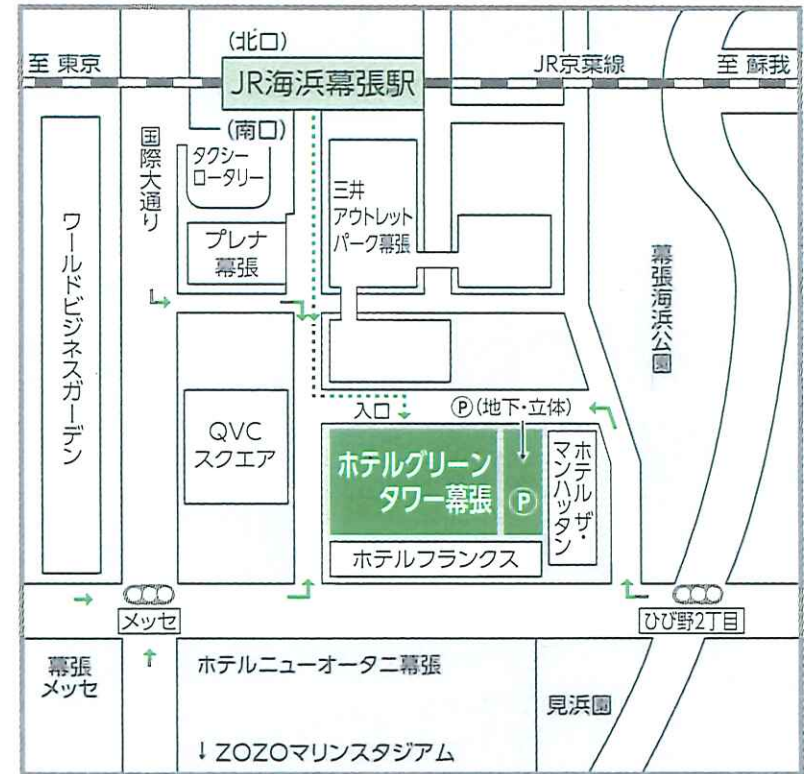 (北口)
至 東京
JR海浜幕張駅
JR京葉線
至 蘇我
(南口)
国際大通り
タクシー
ロータリー
三井
アウトレット
パーク幕張
プレナ
幕張
ワールドビジネスガーデン
幕張海浜公園
入口
Ⓟ(地下・立体)
QVC
スクエア
ホテルグリーン
タワー幕張
Ⓟ
ホテル ザ・
マンハッタン
ホテルフランクス
メッセ
ひび野2丁目
幕張
メッセ
ホテルニューオータニ幕張
見浜園
↓ZOZOマリンスタジアム